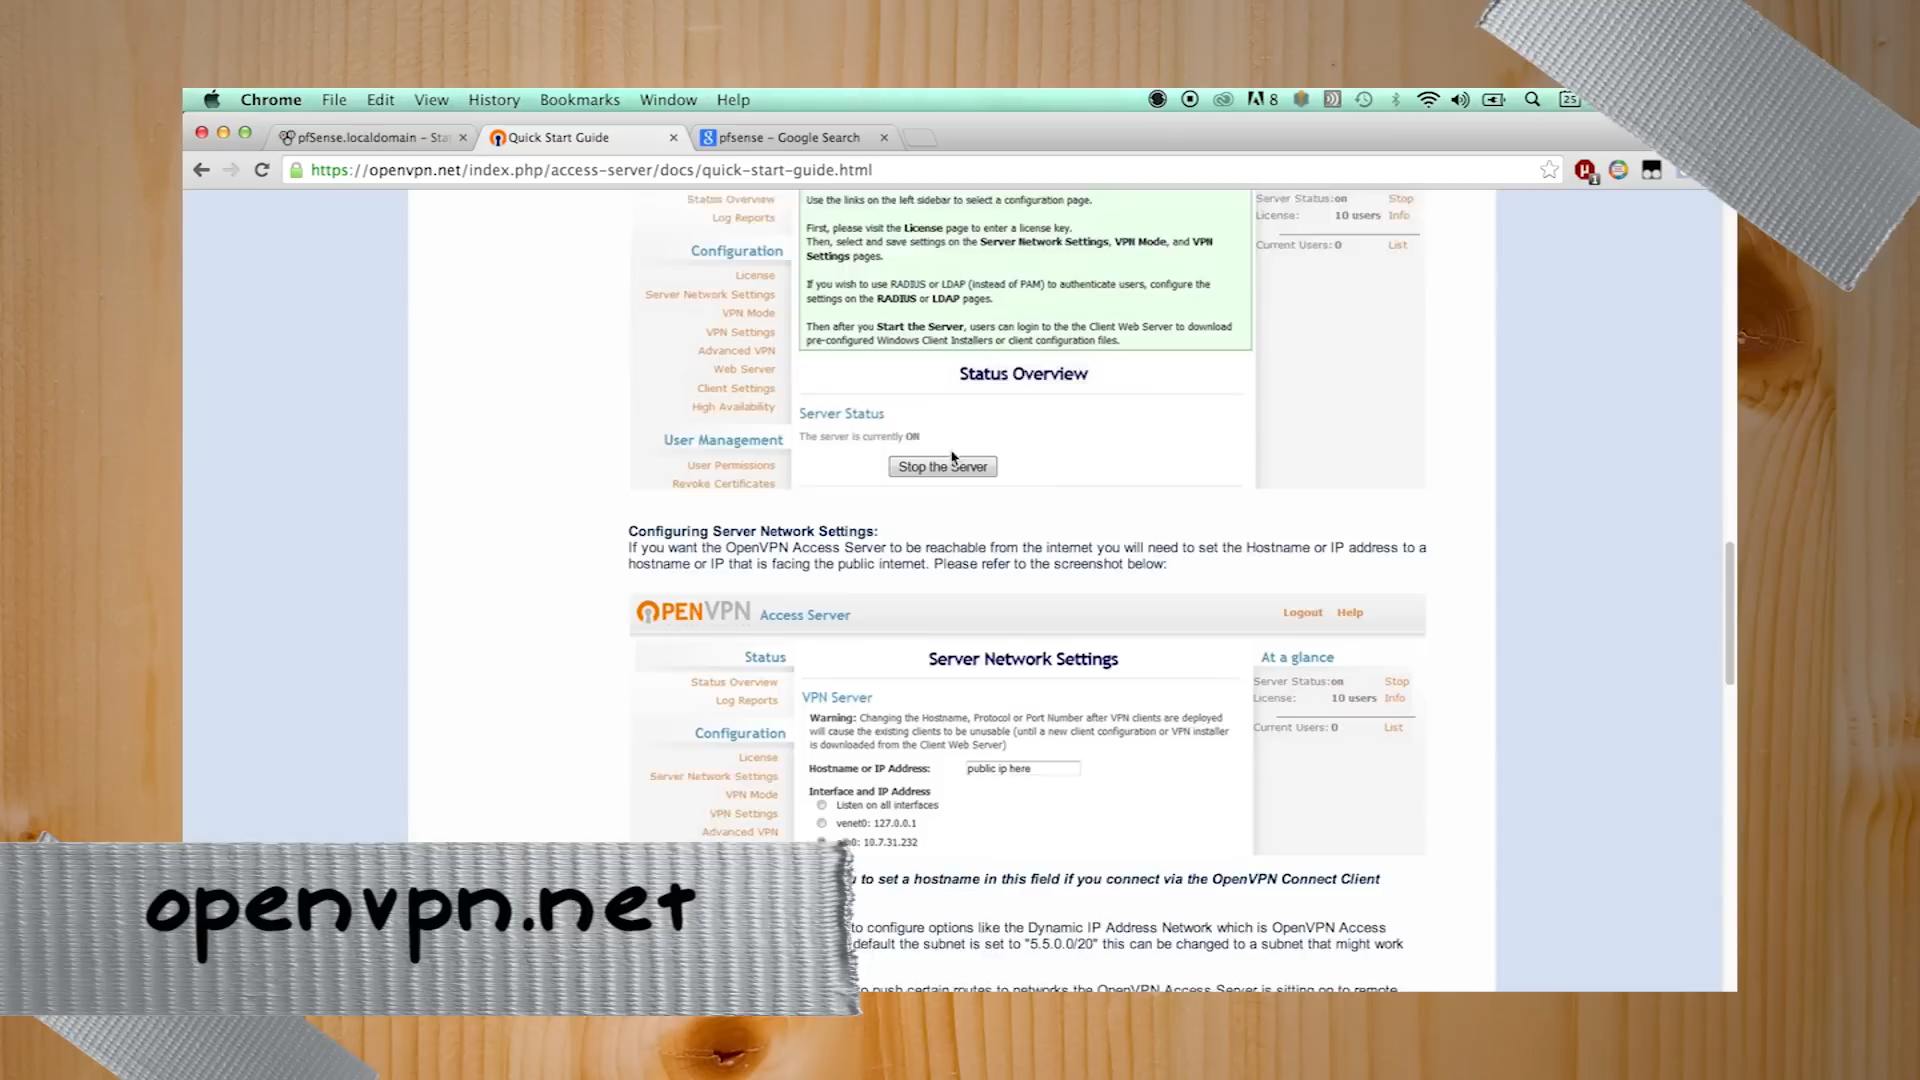 Chrome File Edit View History Bookmarks Window Help
8
25
pfSense.localdomain – Sta
Quick Start Guide
pfsense – Google Search
https://openvpn.net/index.php/access-server/docs/quick-start-guide.html
Status Overview
Log Reports
Configuration
License
Server Network Settings
VPN Mode
VPN Settings
Advanced VPN
Web Server
Client Settings
High Availability
User Management
User Permissions
Revoke Certificates
Use the links on the left sidebar to select a configuration page.
First, please visit the License page to enter a license key.
Then, select and save settings on the Server Network Settings, VPN Mode, and VPN
Settings pages.
If you wish to use RADIUS or LDAP (instead of PAM) to authenticate users, configure the
settings on the RADIUS or LDAP pages.
Then after you Start the Server, users can login to the the Client Web Server to download
pre-configured Windows Client Installers or client configuration files.
Status Overview
Server Status
The server is currently ON
Stop the Server
Server Status:on Stop
License: 10 users Info
Current Users: 0 List
Configuring Server Network Settings:
If you want the OpenVPN Access Server to be reachable from the internet you will need to set the Hostname or IP address to a
hostname or IP that is facing the public internet. Please refer to the screenshot below:
OPENVPN Access Server
Logout Help
Status
Status Overview
Log Reports
Configuration
License
Server Network Settings
VPN Mode
VPN Settings
Advanced VPN
Server Network Settings
VPN Server
Warning: Changing the Hostname, Protocol or Port Number after VPN clients are deployed
will cause the existing clients to be unusable (until a new client configuration or VPN installer
is downloaded from the Client Web Server)
Hostname or IP Address: public ip here
Interface and IP Address
Listen on all interfaces
venet0: 127.0.0.1
10.7.31.232
At a glance
Server Status:on Stop
License: 10 users Info
Current Users: 0 List
to set a hostname in this field if you connect via the OpenVPN Connect Client
to configure options like the Dynamic IP Address Network which is OpenVPN Access
default the subnet is set to "5.5.0.0/20" this can be changed to a subnet that might work
push certain routes to networks the OpenVPN Access Server is sitting on to remote
openvpn.net